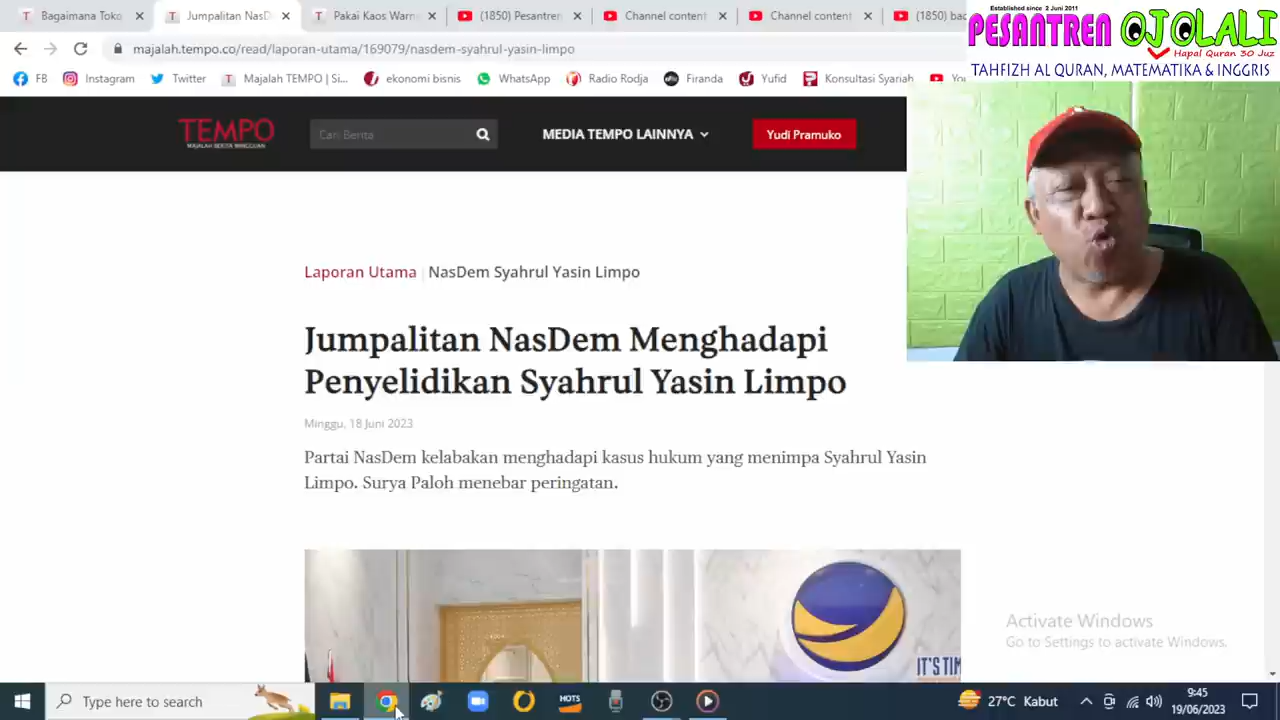 Bagaimana Toko
Jumpalitan NasD
Pakai Kaos Warn
(1850) Pesantren
Channel content
Channel content
(1850) bac
Established since 2 Juni 2011
PESANTREN OJOLALI
Hapal Quran 30 Juz
TAHFIZH AL QURAN, MATEMATIKA & INGGRIS
majalah.tempo.co/read/laporan-utama/169079/nasdem-syahrul-yasin-limpo
FB
Instagram
Twitter
Majalah TEMPO | Si...
ekonomi bisnis
WhatsApp
Radio Rodja
Firanda
Yufid
Konsultasi Syariah
You
TEMPO
MAJALAH BERITA MINGGUAN
Cari Berita
MEDIA TEMPO LAINNYA
Yudi Pramuko
Laporan Utama | NasDem Syahrul Yasin Limpo
Jumpalitan NasDem Menghadapi
Penyelidikan Syahrul Yasin Limpo
Minggu, 18 Juni 2023
Partai NasDem kelabakan menghadapi kasus hukum yang menimpa Syahrul Yasin
Limpo. Surya Paloh menebar peringatan.
IT'S TIM
Activate Windows
Go to Settings to activate Windows.
Type here to search
HOTS
27°C Kabut
9:45
19/06/2023